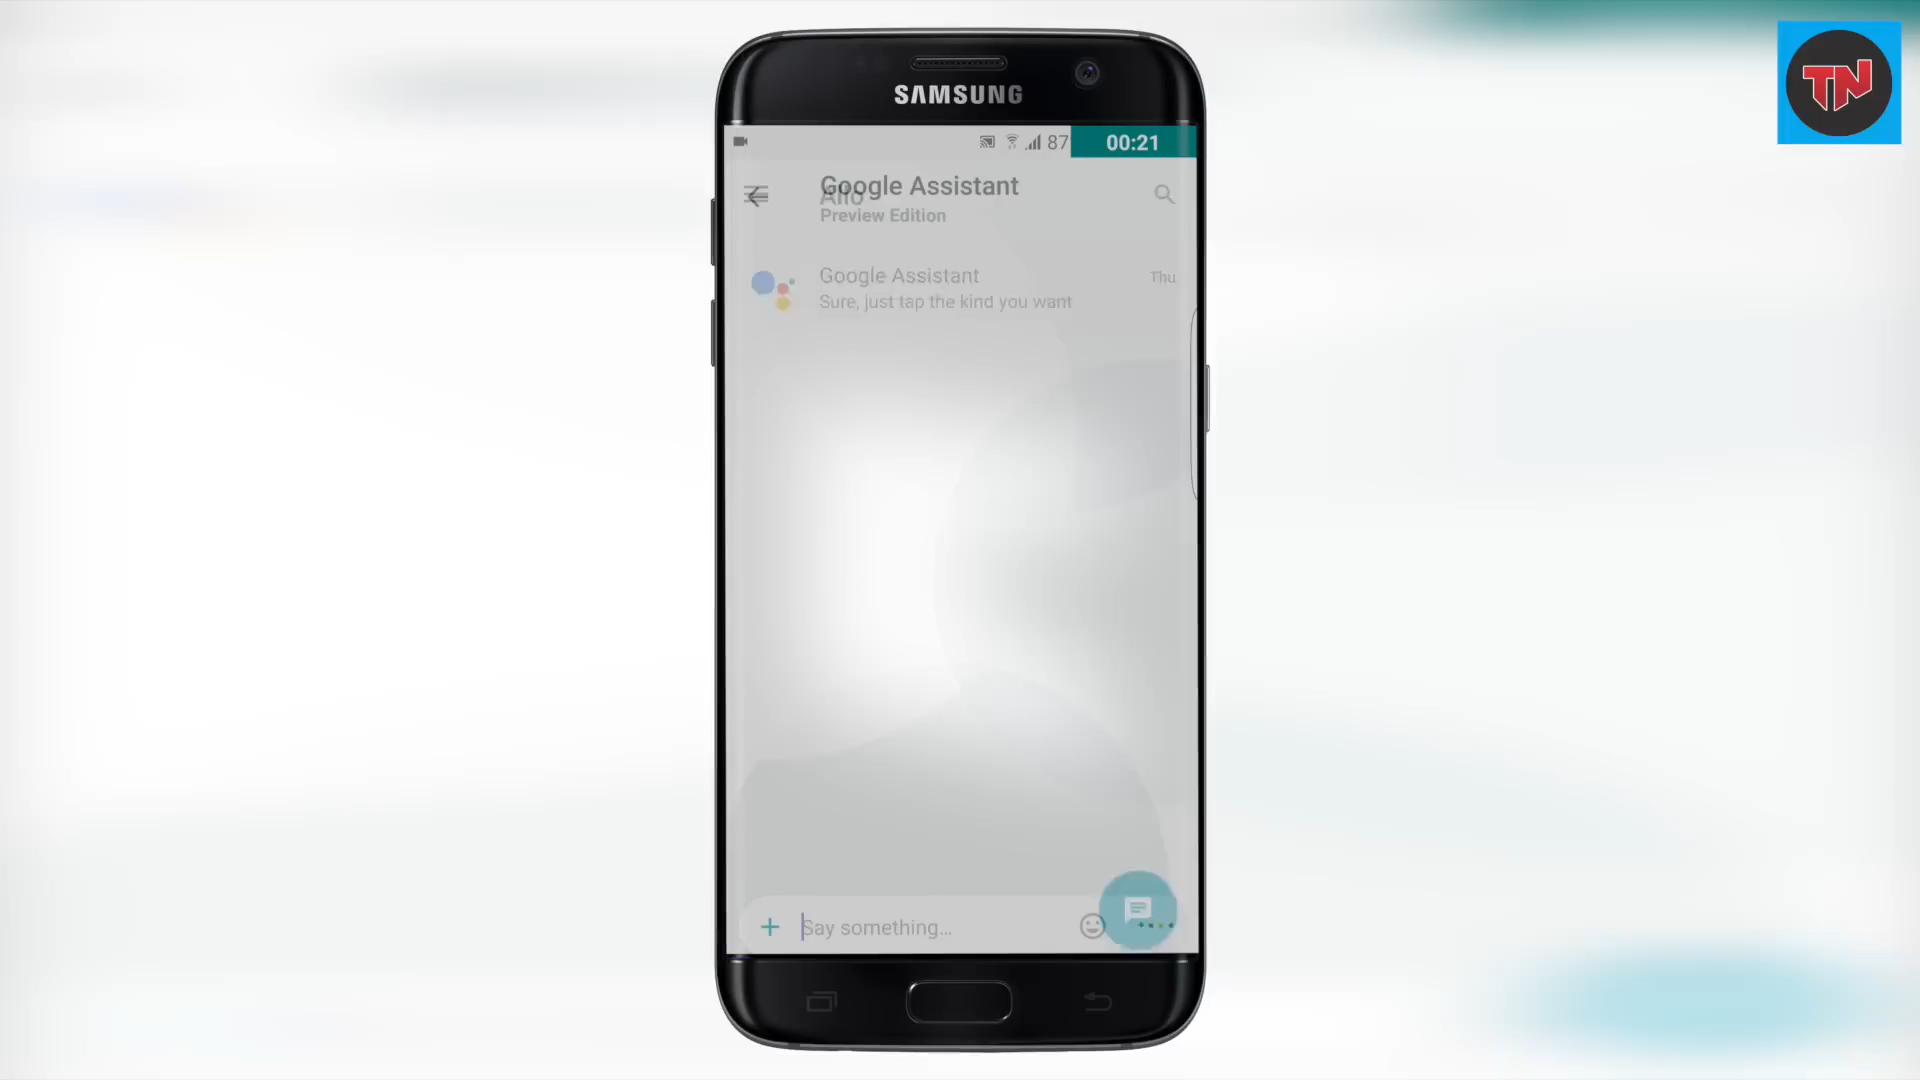 SAMSUNG
87
00:21
Google Assistant
Allo
Preview Edition
Google Assistant
Thu
Sure, just tap the kind you want
Say something...
TN